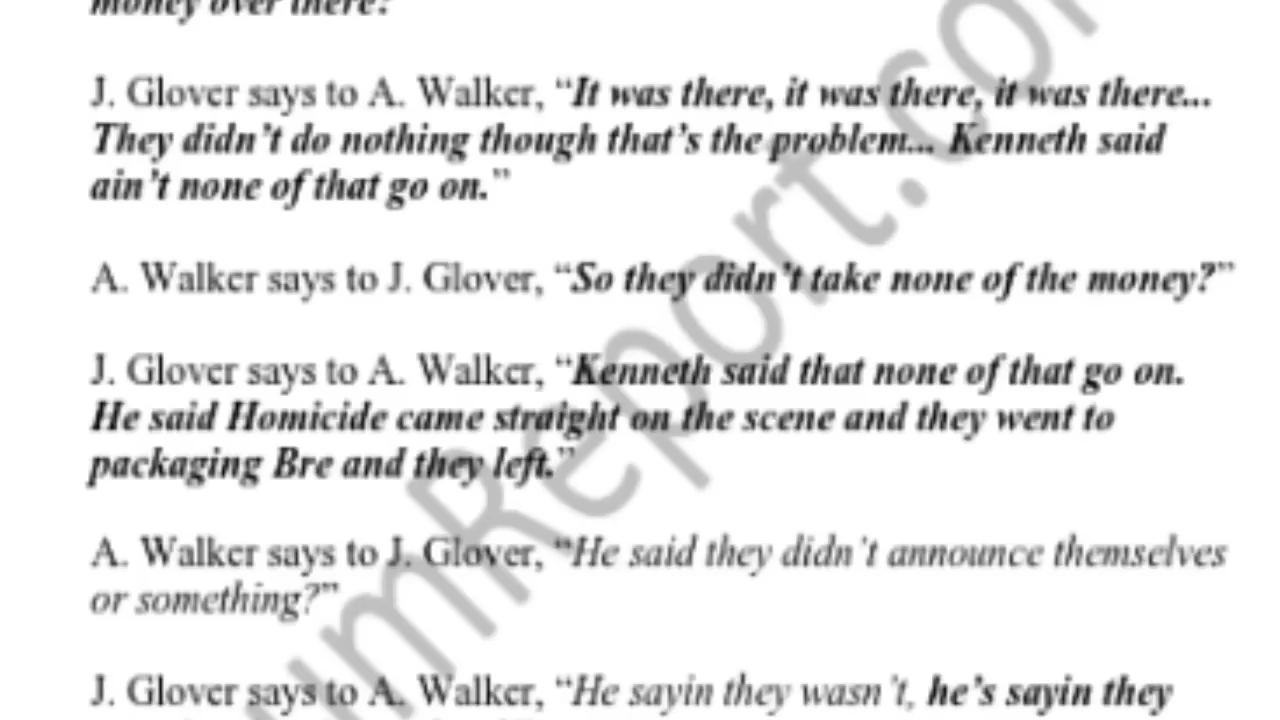 money over there?
J. Glover says to A. Walker, “It was there, it was there, it was there...
They didn’t do nothing though that’s the problem... Kenneth said
ain’t none of that go on.”
A. Walker says to J. Glover, “So they didn’t take none of the money?”
J. Glover says to A. Walker, “Kenneth said that none of that go on.
He said Homicide came straight on the scene and they went to
packaging Bre and they left.”
A. Walker says to J. Glover, “He said they didn’t announce themselves
or something?”
J. Glover says to A. Walker, “He sayin they wasn’t, he’s sayin they
umReport.co